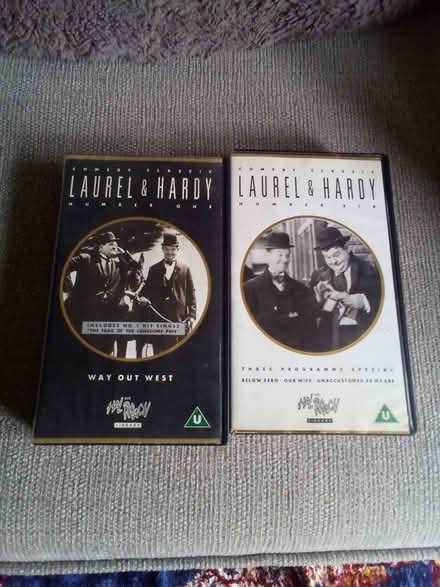 COMEDY CLASSIC
LAUREL & HARDY
NUMBER ONE
INCLUDES NO.1 HIT SINGLE
"THE TRAIL OF THE LONESOME PINE"
WAY OUT WEST
THE
HAL ROACH
LIBRARY
U
COMEDY CLASSIC
LAUREL & HARDY
NUMBER
THREE PROGRAMME SPECIAL
BELOW ZERO · OUR WIFE · UNACCUSTOMED AS WE ARE
THE
HAL ROACH
LIBRARY
U